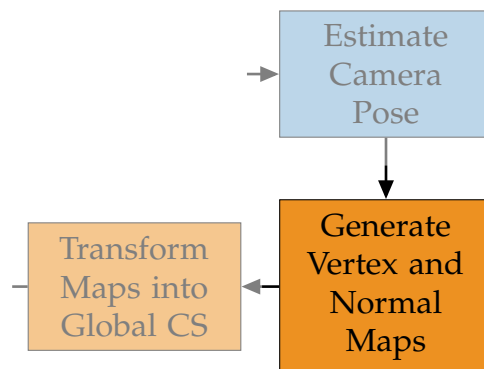 Estimate
Camera
Pose
Generate
Vertex and
Normal
Maps
Transform
Maps into
Global CS